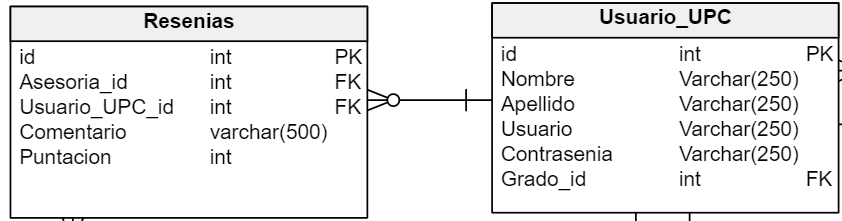 Resenias
id int PK
Asesoria_id int FK
Usuario_UPC_id int FK
Comentario varchar(500)
Puntacion int
Usuario_UPC
id int PK
Nombre Varchar(250)
Apellido Varchar(250)
Usuario Varchar(250)
Contrasenia Varchar(250)
Grado_id int FK